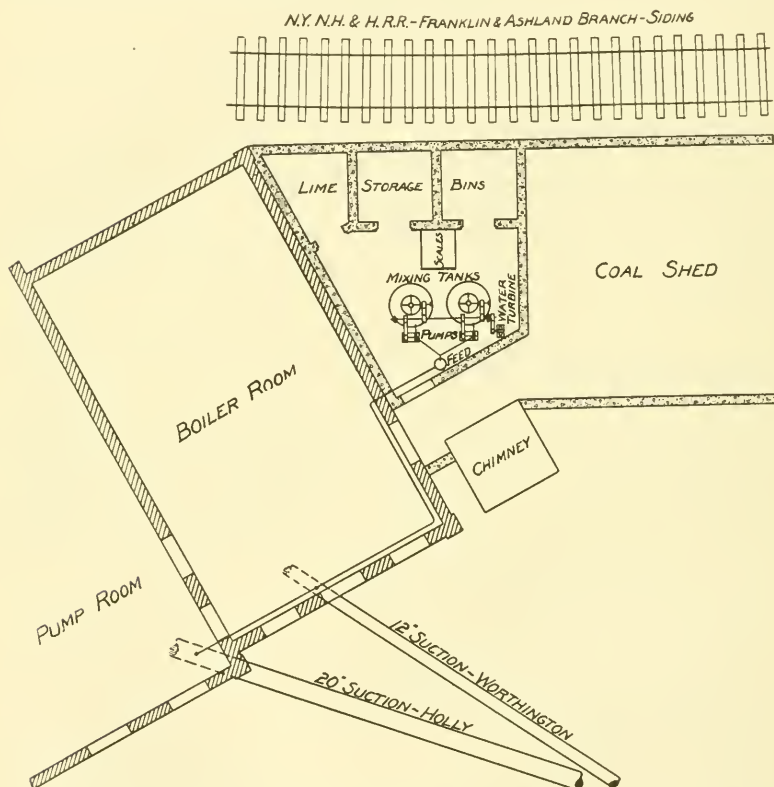 N.Y. N.H. & H.R.R.-FRANKLIN & ASHLAND BRANCH-SIDING
LIME STORAGE BINS
SCALES
MIXING TANKS
WATER
TURBINE
PUMPS
FEED
COAL SHED
BOILER ROOM
CHIMNEY
PUMP ROOM
12" SUCTION-WORTHINGTON
20" SUCTION-HOLLY